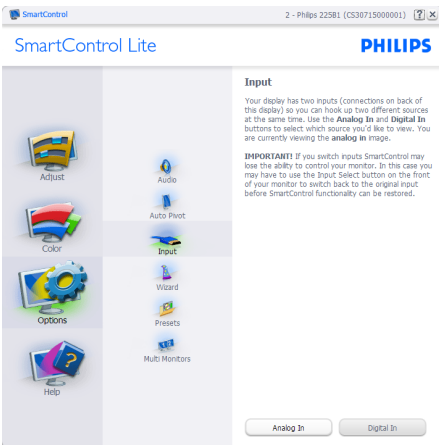 SmartControl
2 - Philips 225B1 (CS30715000001)
SmartControl Lite
PHILIPS
Adjust
Color
Options
Help
Audio
Auto Pivot
Input
Wizard
Presets
Multi Monitors
Input
Your display has two inputs (connections on back of
this display) so you can hook up two different sources
at the same time. Use the Analog In and Digital In
buttons to select which source you'd like to view. You
are currently viewing the analog in image.
IMPORTANT! If you switch inputs SmartControl may
lose the ability to control your monitor. In this case you
may have to use the Input Select button on the front
of your monitor to switch back to the original input
before SmartControl functionality can be restored.
Analog In
Digital In